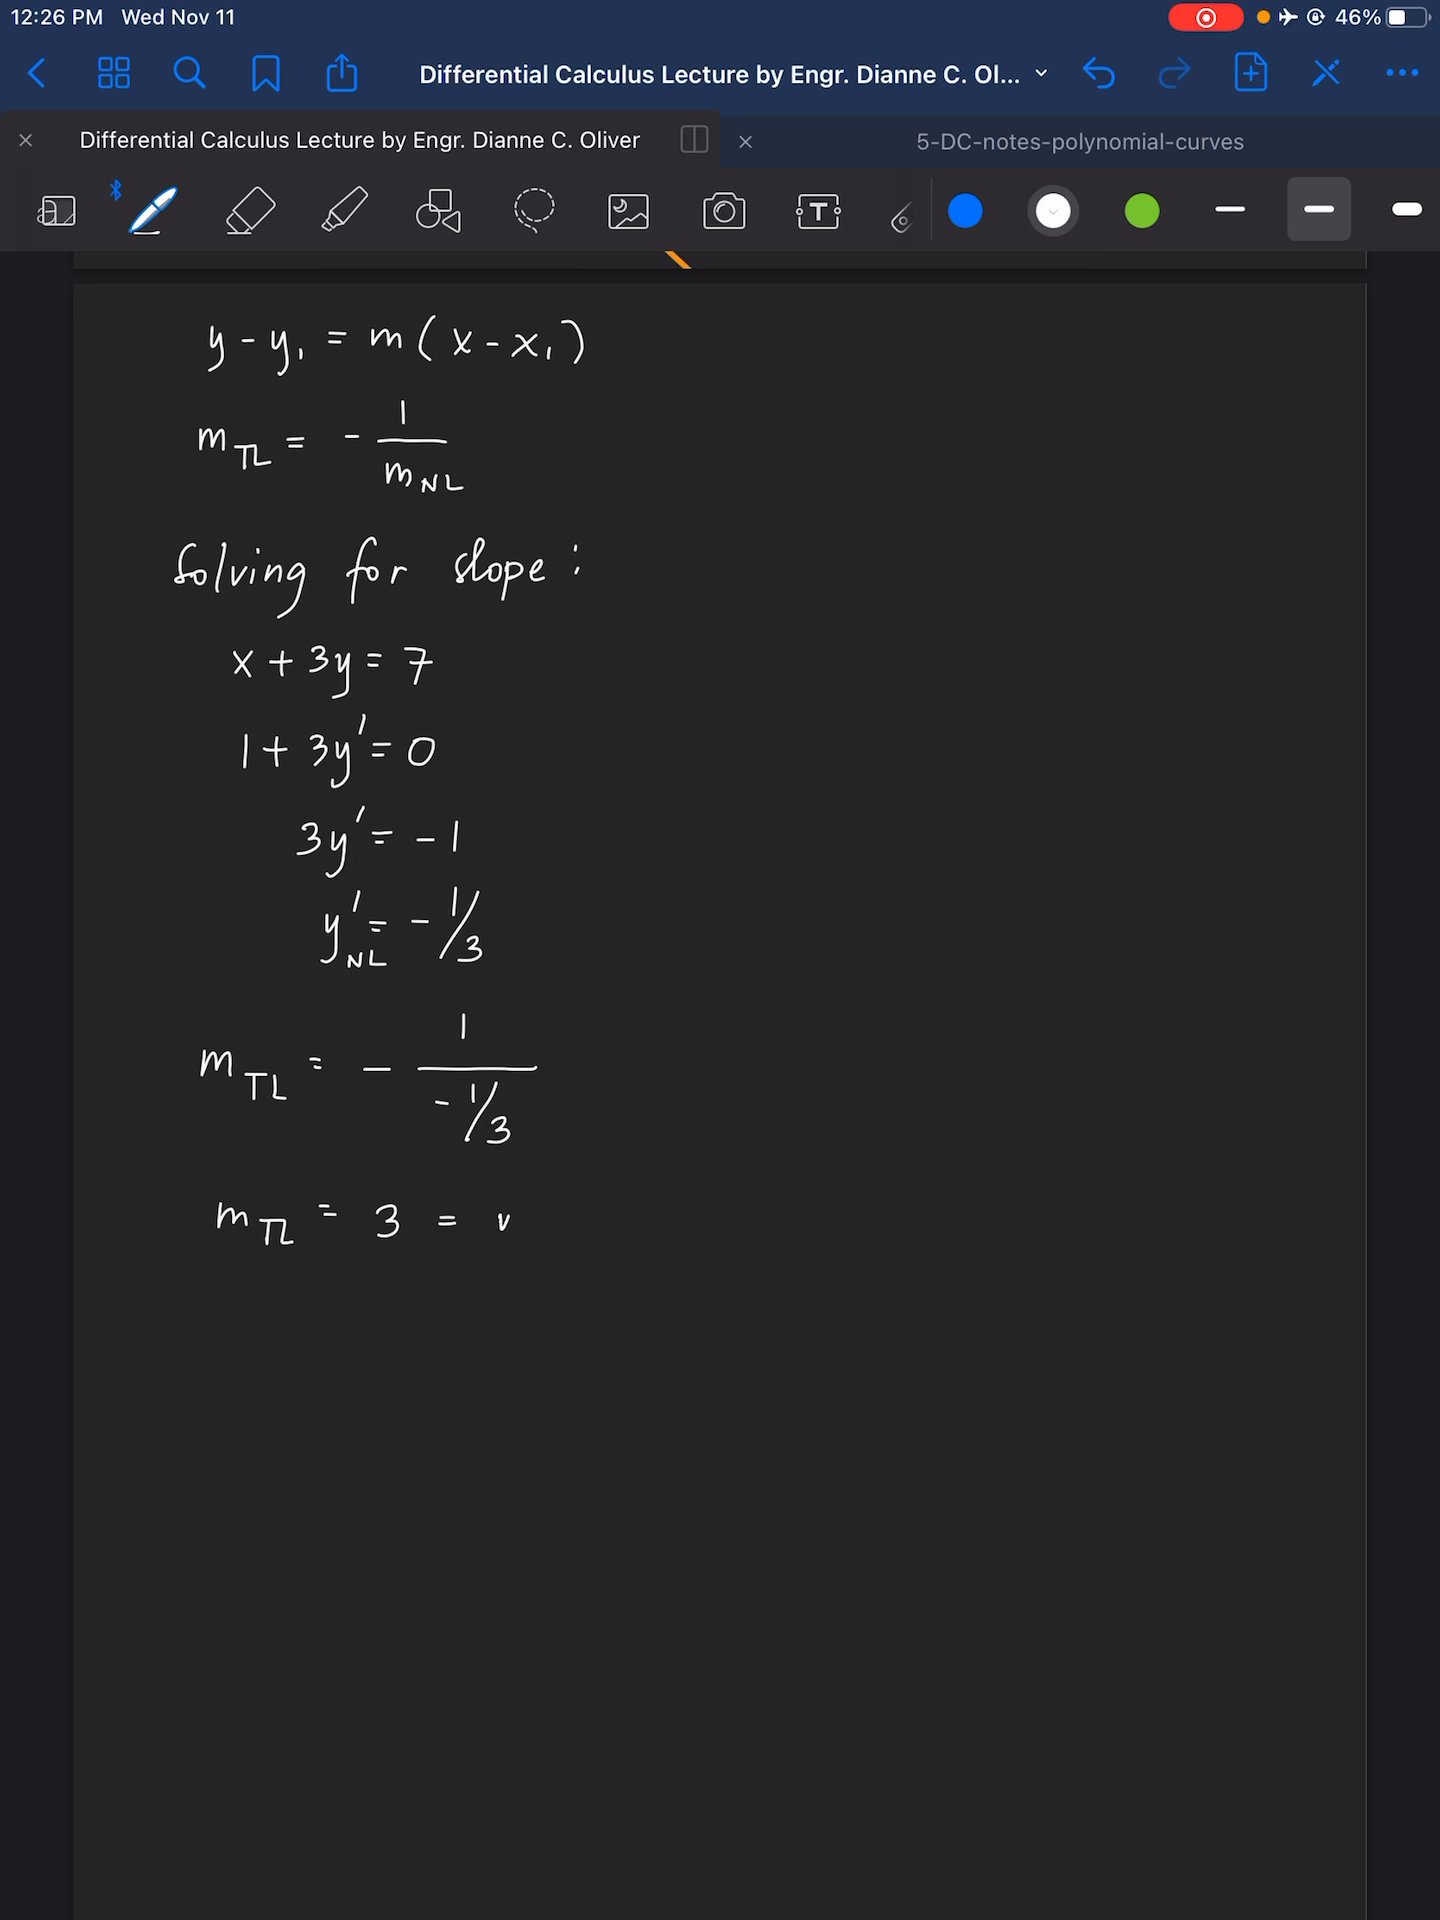 12:26 PM Wed Nov 11 46%
Differential Calculus Lecture by Engr. Dianne C. Ol...
Differential Calculus Lecture by Engr. Dianne C. Oliver 5-DC-notes-polynomial-curves
y - y₁ = m(x - x₁)
m_TL = - 1/m_NL
Solving for slope :
x + 3y = 7
1 + 3y' = 0
3y' = -1
y'_NL = -1/3
m_TL = - 1/(-1/3)
m_TL = 3 =